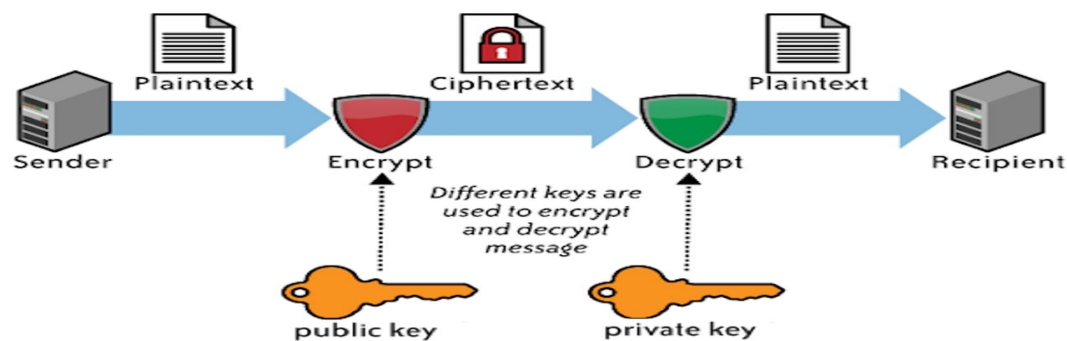 Plaintext
Ciphertext
Plaintext
Sender
Encrypt
Decrypt
Recipient
Different keys are
used to encrypt
and decrypt
message
public key
private key